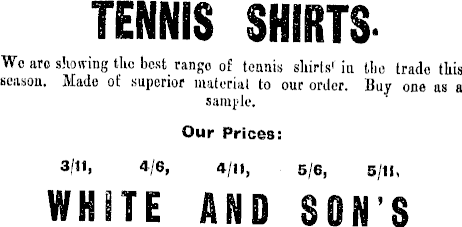 TENNIS SHIRTS.
We are showing the best range of tennis shirts' in the trade this
season. Made of superior material to our order. Buy one as a
sample.
Our Prices:
3/11, 4/6, 4/11, 5/6, 5/11.
WHITE AND SON'S